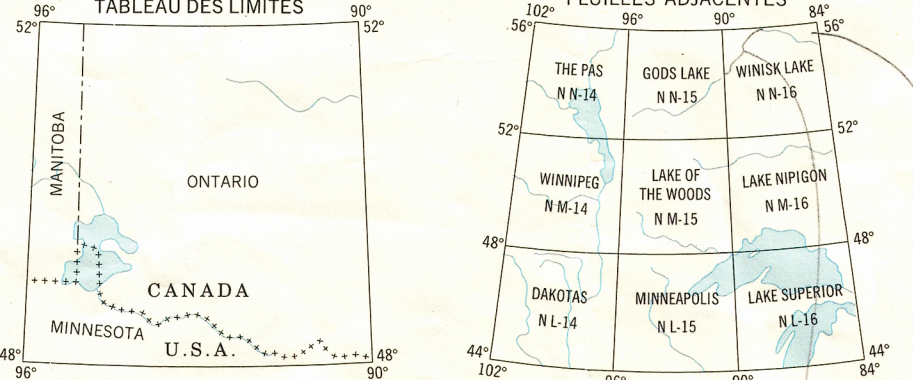 TABLEAU DES LIMITES
96° 90°
52° 52°
MANITOBA
ONTARIO
CANADA
MINNESOTA
U.S.A.
48° 48°
96° 90°
FEUILLES ADJACENTES
102° 96° 90° 84°
56° 56°
THE PAS
N N-14
GODS LAKE
N N-15
WINISK LAKE
N N-16
52° 52°
WINNIPEG
N M-14
LAKE OF
THE WOODS
N M-15
LAKE NIPIGON
N M-16
48° 48°
DAKOTAS
N L-14
MINNEAPOLIS
N L-15
LAKE SUPERIOR
N L-16
44° 44°
102° 96° 90° 84°